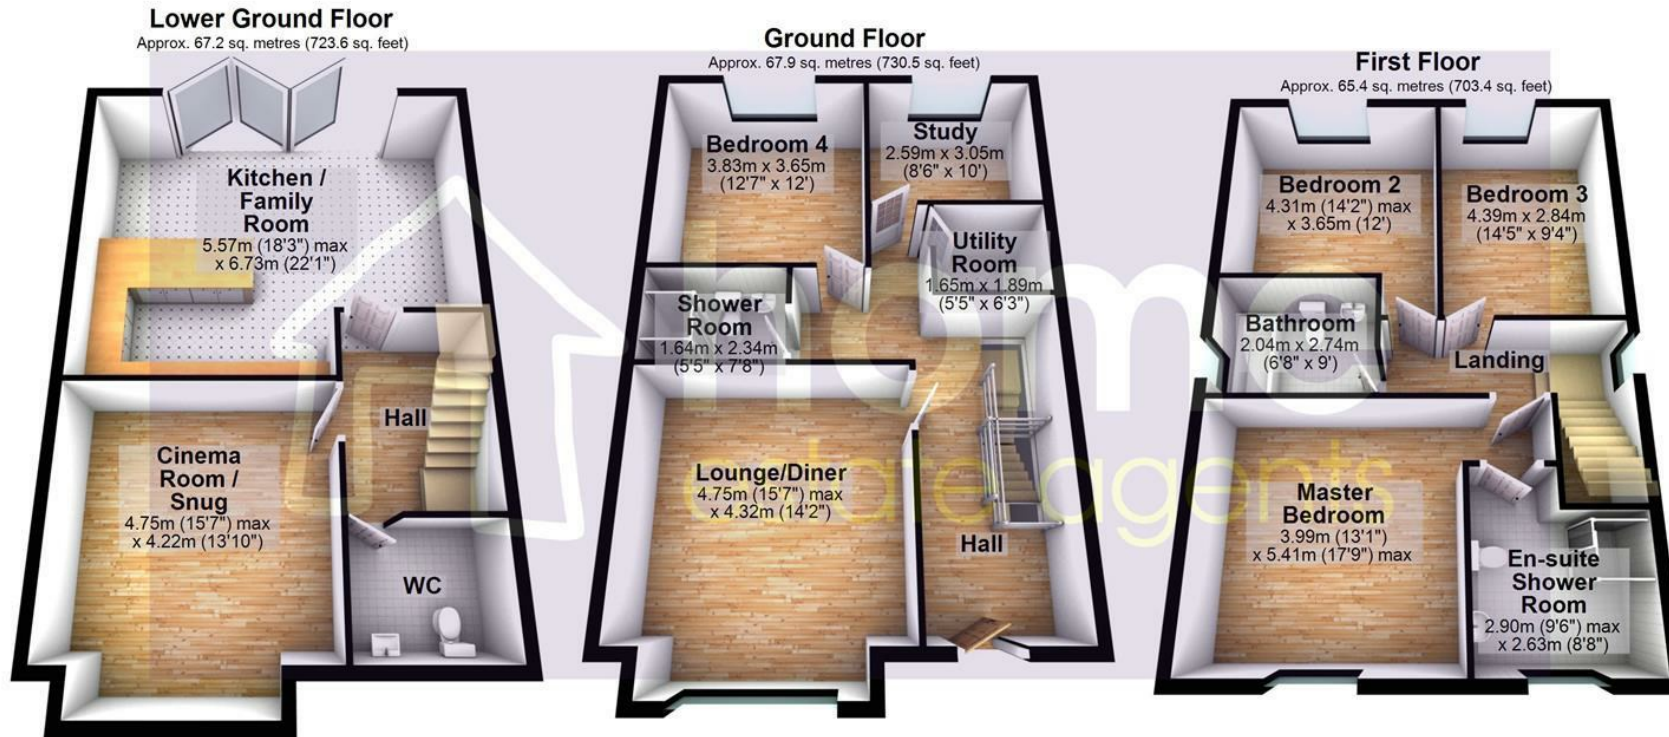 Lower Ground Floor
Approx. 67.2 sq. metres (723.6 sq. feet)
Kitchen /
Family
Room
5.57m (18'3") max
x 6.73m (22'1")
Hall
Cinema
Room /
Snug
4.75m (15'7") max
x 4.22m (13'10")
WC
Ground Floor
Approx. 67.9 sq. metres (730.5 sq. feet)
Bedroom 4
3.83m x 3.65m
(12'7" x 12')
Study
2.59m x 3.05m
(8'6" x 10')
Utility
Room
1.65m x 1.89m
(5'5" x 6'3")
Shower
Room
1.64m x 2.34m
(5'5" x 7'8")
Lounge/Diner
4.75m (15'7") max
x 4.32m (14'2")
Hall
First Floor
Approx. 65.4 sq. metres (703.4 sq. feet)
Bedroom 2
4.31m (14'2") max
x 3.65m (12')
Bedroom 3
4.39m x 2.84m
(14'5" x 9'4")
Bathroom
2.04m x 2.74m
(6'8" x 9')
Landing
Master
Bedroom
3.99m (13'1")
x 5.41m (17'9") max
En-suite
Shower
Room
2.90m (9'6") max
x 2.63m (8'8")
home
estate agents